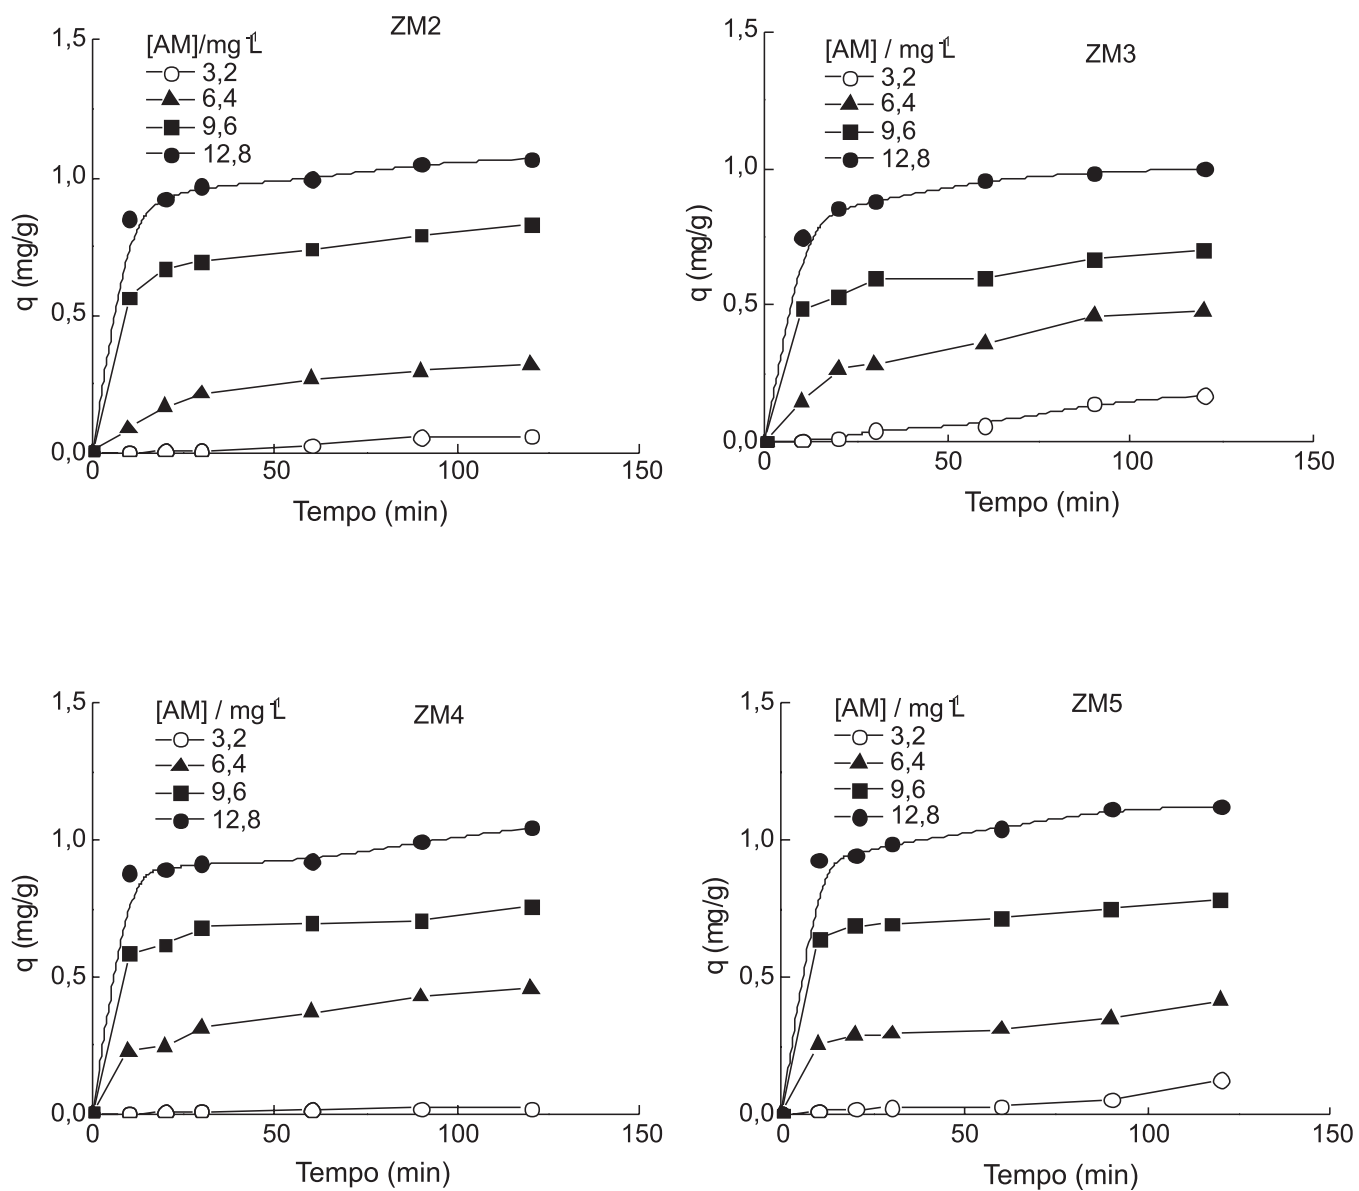 ZM2
[AM]/mg L-1
3,2
6,4
9,6
12,8
1,5
1,0
0,5
0,0
q (mg/g)
0 50 100 150
Tempo (min)
ZM3
[AM] / mg L-1
3,2
6,4
9,6
12,8
1,5
1,0
0,5
0,0
q (mg/g)
0 50 100 150
Tempo (min)
ZM4
[AM] / mg L-1
3,2
6,4
9,6
12,8
1,5
1,0
0,5
0,0
q (mg/g)
0 50 100 150
Tempo (min)
ZM5
[AM] / mg L-1
3,2
6,4
9,6
12,8
1,5
1,0
0,5
0,0
q (mg/g)
0 50 100 150
Tempo (min)